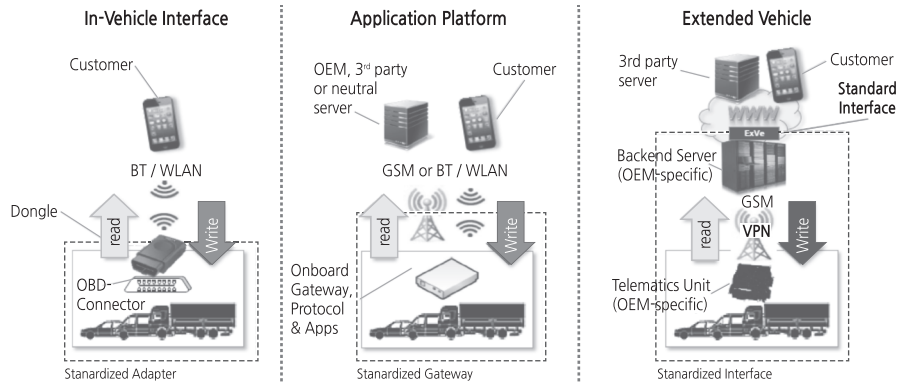 In-Vehicle Interface
Customer
BT / WLAN
Dongle
read
Write
OBD-
Connector
Stanardized Adapter
Application Platform
OEM, 3rd party
or neutral
server
Customer
GSM or BT / WLAN
read
Write
Onboard
Gateway,
Protocol
& Apps
Stanardized Gateway
Extended Vehicle
3rd party
server
Customer
Standard
Interface
WWW
ExVe
Backend Server
(OEM-specific)
GSM
VPN
read
Write
Telematics Unit
(OEM-specific)
Stanardized Interface